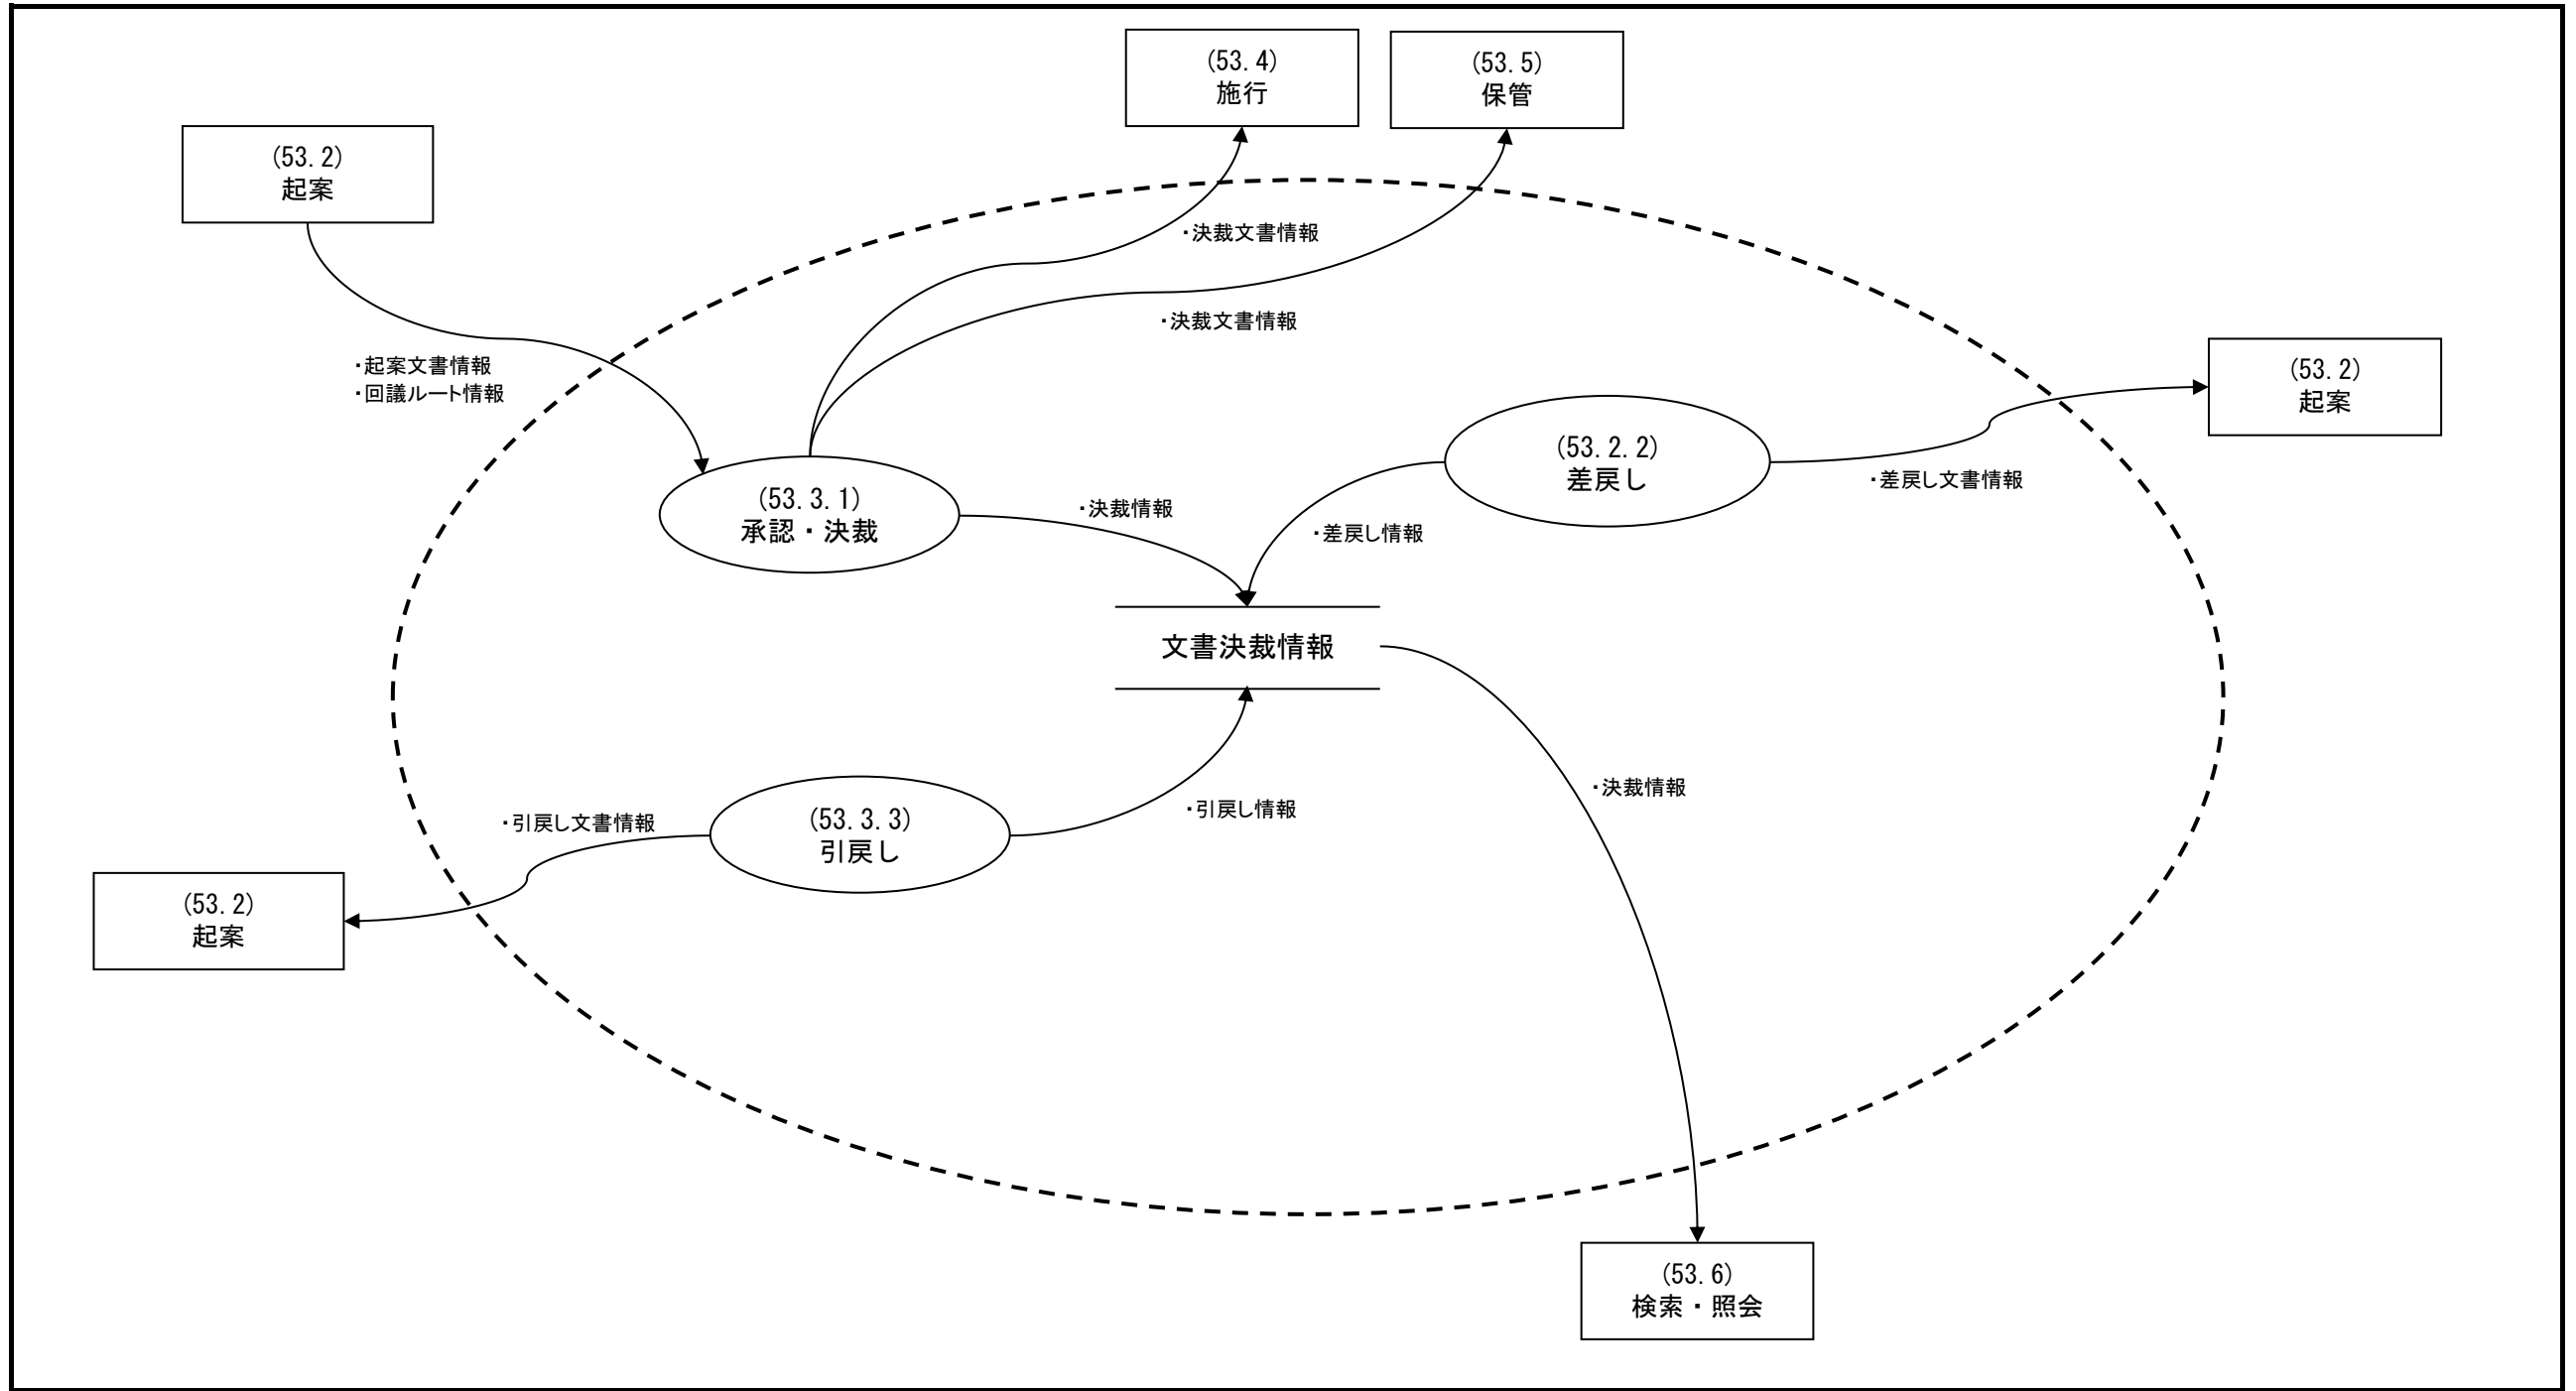 (53.4)
施行
(53.5)
保管
(53.2)
起案
・決裁文書情報
・決裁文書情報
・起案文書情報
・回議ルート情報
(53.2)
起案
(53.2.2)
差戻し
・差戻し文書情報
(53.3.1)
承認・決裁
・決裁情報
・差戻し情報
文書決裁情報
・決裁情報
(53.3.3)
引戻し
・引戻し情報
・引戻し文書情報
(53.2)
起案
(53.6)
検索・照会